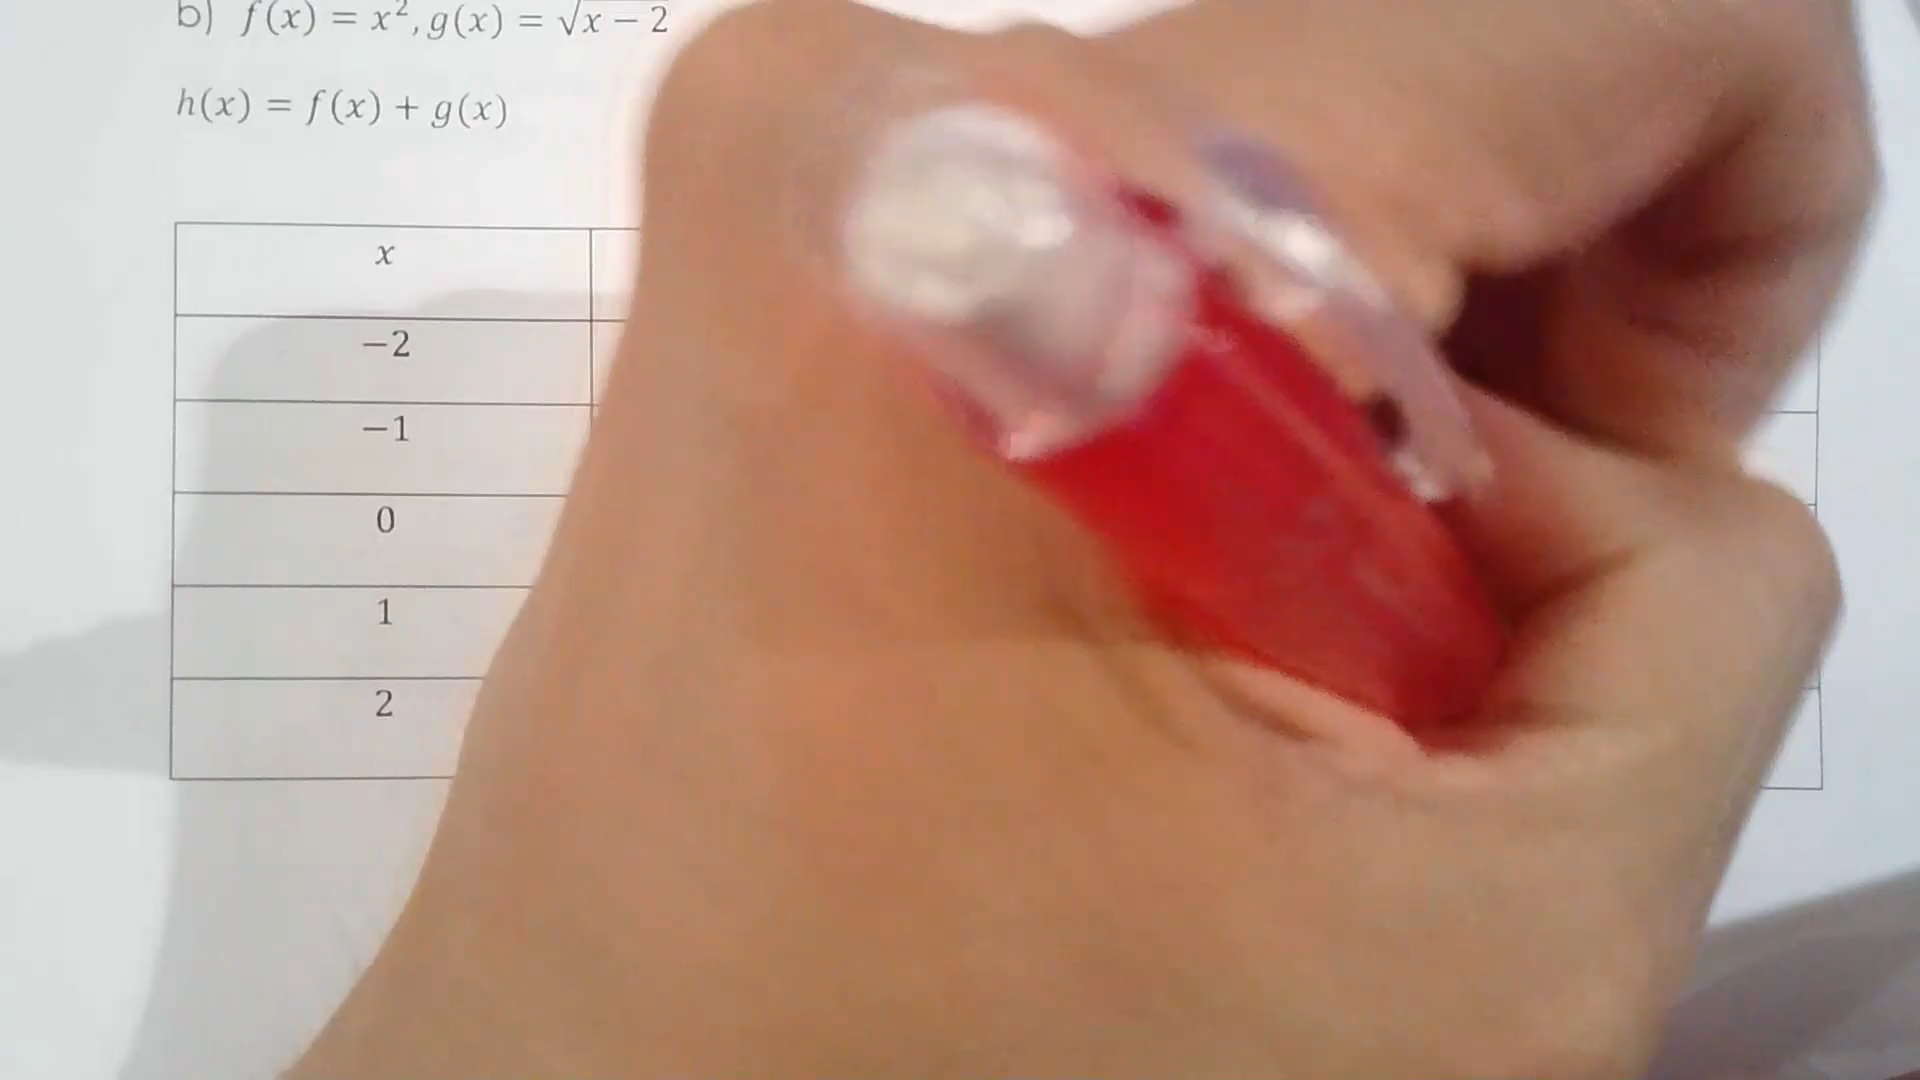 b) f(x) = x², g(x) = √x − 2
h(x) = f(x) + g(x)
x
−2
−1
0
1
2